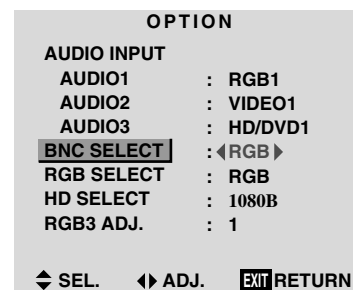 OPTION
AUDIO INPUT
AUDIO1 : RGB1
AUDIO2 : VIDEO1
AUDIO3 : HD/DVD1
BNC SELECT : ◀RGB▶
RGB SELECT : RGB
HD SELECT : 1080B
RGB3 ADJ. : 1
SEL. ADJ. EXIT RETURN